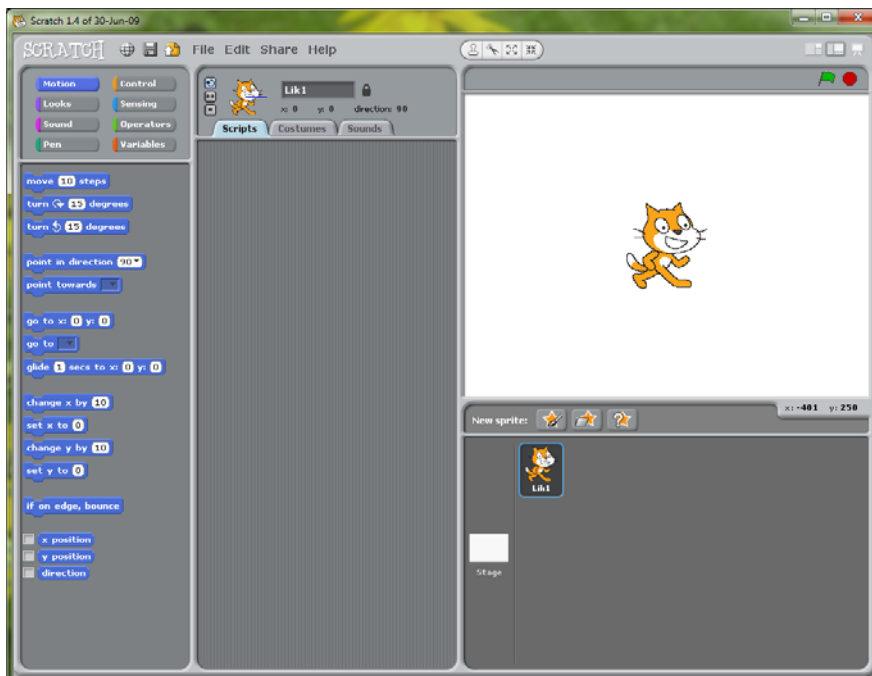 Scratch 1.4 of 30-Jun-09
SCRATCH File Edit Share Help
Motion Control
Looks Sensing
Sound Operators
Pen Variables
move 10 steps
turn 15 degrees
turn 15 degrees
point in direction 90
point towards
go to x: 0 y: 0
go to
glide 1 secs to x: 0 y: 0
change x by 10
set x to 0
change y by 10
set y to 0
if on edge, bounce
x position
y position
direction
Lik1
x: 0 y: 0 direction: 90
Scripts Costumes Sounds
x: -401 y: 250
New sprite:
Lik1
Stage